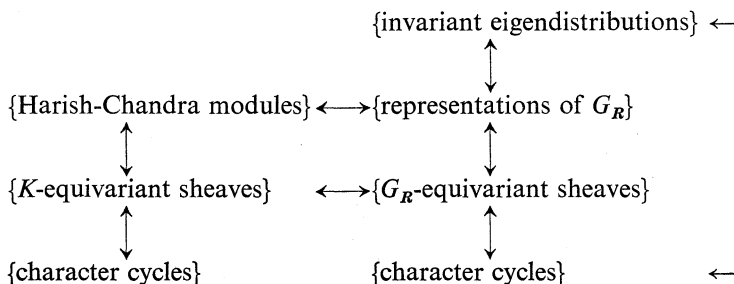 {invariant eigendistributions} ←
{Harish-Chandra modules} ↔ {representations of G_R}
{K-equivariant sheaves} ↔ {G_R-equivariant sheaves}
{character cycles} {character cycles} ←